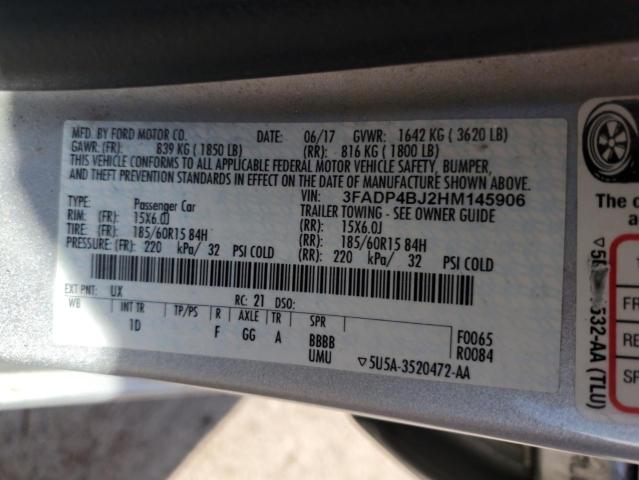 MFD. BY FORD MOTOR CO. DATE: 06/17 GVWR: 1642 KG ( 3620 LB)
GAWR: (FR): 839 KG ( 1850 LB) (RR): 816 KG ( 1800 LB)
THIS VEHICLE CONFORMS TO ALL APPLICABLE FEDERAL MOTOR VEHICLE SAFETY, BUMPER,
AND THEFT PREVENTION STANDARDS IN EFFECT ON THE DATE OF MANUFACTURE SHOWN ABOVE.
VIN: 3FADP4BJ2HM145906
TYPE: Passenger Car TRAILER TOWING - SEE OWNER GUIDE
RIM: (FR): 15X6.0J (RR): 15X6.0J
TIRE: (FR): 185/60R15 84H (RR): 185/60R15 84H
PRESSURE: (FR): 220 kPa/ 32 PSI COLD (RR): 220 kPa/ 32 PSI COLD
EXT PNT: UX RC: 21 DSO:
WB INT TR TP/PS R AXLE TR SPR
1D F GG A BBBB F0065
UMU R0084
▽5U5A-3520472-AA
The
a
▽5
532-AA (TLU)
FR
RE
SP